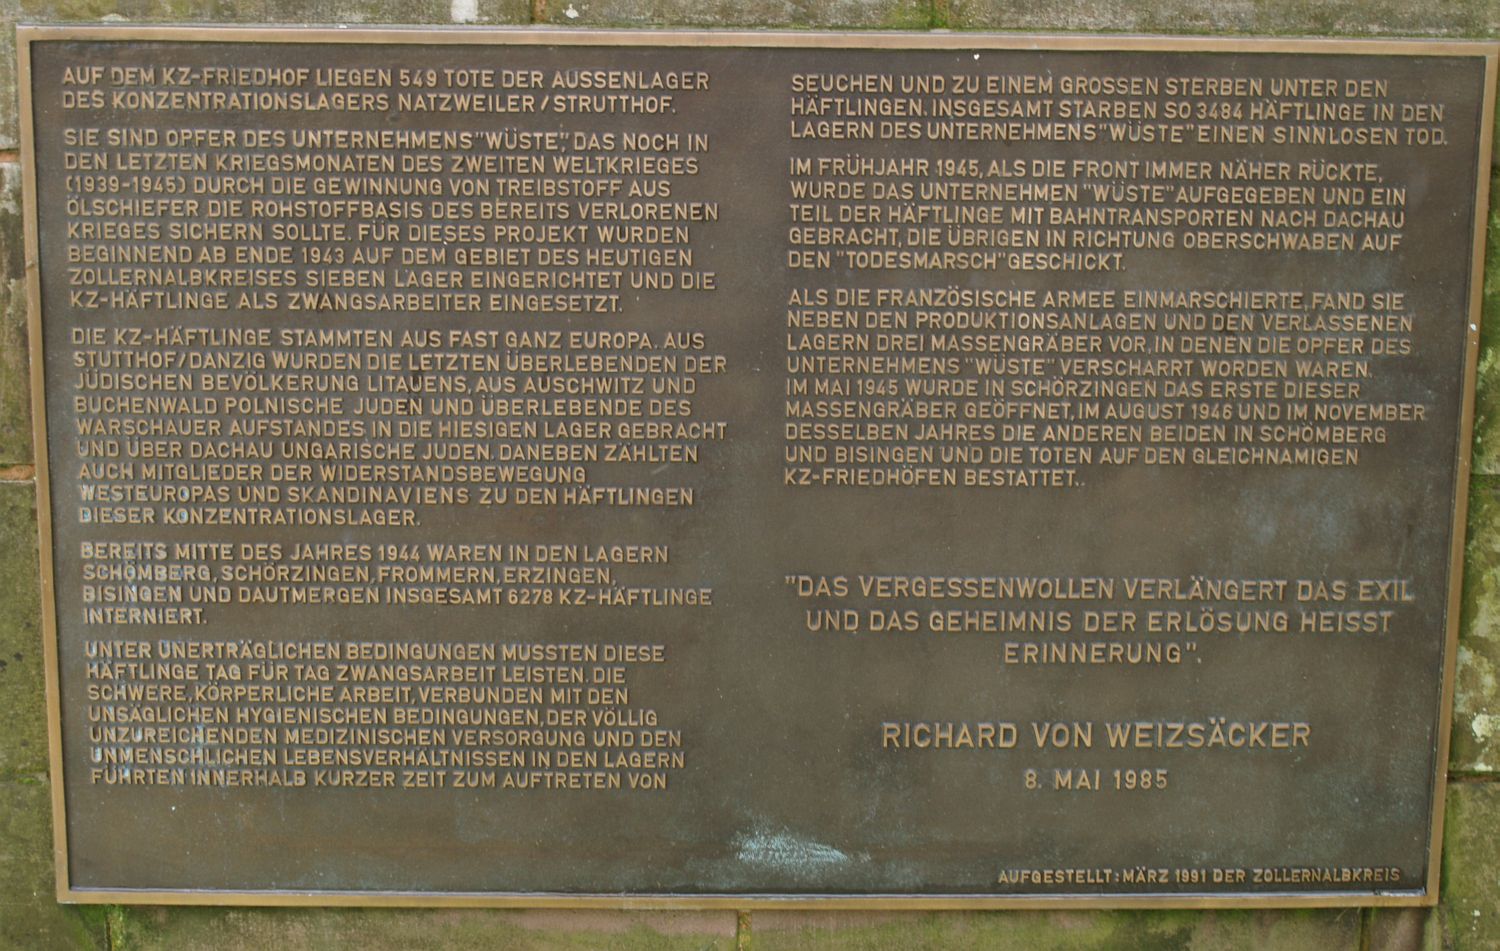 AUF DEM KZ-FRIEDHOF LIEGEN 549 TOTE DER AUSSENLAGER
DES KONZENTRATIONSLAGERS NATZWEILER/STRUTTHOF.
SIE SIND OPFER DES UNTERNEHMENS "WÜSTE", DAS NOCH IN
DEN LETZTEN KRIEGSMONATEN DES ZWEITEN WELTKRIEGES
(1939-1945) DURCH DIE GEWINNUNG VON TREIBSTOFF AUS
ÖLSCHIEFER DIE ROHSTOFFBASIS DES BEREITS VERLORENEN
KRIEGES SICHERN SOLLTE. FÜR DIESES PROJEKT WURDEN
BEGINNEND AB ENDE 1943 AUF DEM GEBIET DES HEUTIGEN
ZOLLERNALBKREISES SIEBEN LAGER EINGERICHTET UND DIE
KZ-HÄFTLINGE ALS ZWANGSARBEITER EINGESETZT.
DIE KZ-HÄFTLINGE STAMMTEN AUS FAST GANZ EUROPA. AUS
STUTTHOF/DANZIG WURDEN DIE LETZTEN ÜBERLEBENDEN DER
JÜDISCHEN BEVÖLKERUNG LITAUENS, AUS AUSCHWITZ UND
BUCHENWALD POLNISCHE JUDEN UND ÜBERLEBENDE DES
WARSCHAUER AUFSTANDES IN DIE HIESIGEN LAGER GEBRACHT
UND ÜBER DACHAU UNGARISCHE JUDEN. DANEBEN ZÄHLTEN
AUCH MITGLIEDER DER WIDERSTANDSBEWEGUNG
WESTEUROPAS UND SKANDINAVIENS ZU DEN HÄFTLINGEN
DIESER KONZENTRATIONSLAGER.
BEREITS MITTE DES JAHRES 1944 WAREN IN DEN LAGERN
SCHÖMBERG, SCHÖRZINGEN, FROMMERN, ERZINGEN,
BISINGEN UND DAUTMERGEN INSGESAMT 6278 KZ-HÄFTLINGE
INTERNIERT.
UNTER UNERTRÄGLICHEN BEDINGUNGEN MUSSTEN DIESE
HÄFTLINGE TAG FÜR TAG ZWANGSARBEIT LEISTEN. DIE
SCHWERE, KÖRPERLICHE ARBEIT, VERBUNDEN MIT DEN
UNSÄGLICHEN HYGIENISCHEN BEDINGUNGEN, DER VÖLLIG
UNZUREICHENDEN MEDIZINISCHEN VERSORGUNG UND DEN
UNMENSCHLICHEN LEBENSVERHÄLTNISSEN IN DEN LAGERN
FÜHRTEN INNERHALB KURZER ZEIT ZUM AUFTRETEN VON
SEUCHEN UND ZU EINEM GROSSEN STERBEN UNTER DEN
HÄFTLINGEN. INSGESAMT STARBEN SO 3484 HÄFTLINGE IN DEN
LAGERN DES UNTERNEHMENS "WÜSTE" EINEN SINNLOSEN TOD.
IM FRÜHJAHR 1945, ALS DIE FRONT IMMER NÄHER RÜCKTE,
WURDE DAS UNTERNEHMEN "WÜSTE" AUFGEGEBEN UND EIN
TEIL DER HÄFTLINGE MIT BAHNTRANSPORTEN NACH DACHAU
GEBRACHT, DIE ÜBRIGEN IN RICHTUNG OBERSCHWABEN AUF
DEN "TODESMARSCH" GESCHICKT.
ALS DIE FRANZÖSISCHE ARMEE EINMARSCHIERTE, FAND SIE
NEBEN DEN PRODUKTIONSANLAGEN UND DEN VERLASSENEN
LAGERN DREI MASSENGRÄBER VOR, IN DENEN DIE OPFER DES
UNTERNEHMENS "WÜSTE" VERSCHARRT WORDEN WAREN.
IM MAI 1945 WURDE IN SCHÖRZINGEN DAS ERSTE DIESER
MASSENGRÄBER GEÖFFNET, IM AUGUST 1946 UND IM NOVEMBER
DESSELBEN JAHRES DIE ANDEREN BEIDEN IN SCHÖMBERG
UND BISINGEN UND DIE TOTEN AUF DEN GLEICHNAMIGEN
KZ-FRIEDHÖFEN BESTATTET..
"DAS VERGESSENWOLLEN VERLÄNGERT DAS EXIL
UND DAS GEHEIMNIS DER ERLÖSUNG HEISST
ERINNERUNG".
RICHARD VON WEIZSÄCKER
8. MAI 1985
AUFGESTELLT: MÄRZ 1991 DER ZOLLERNALBKREIS